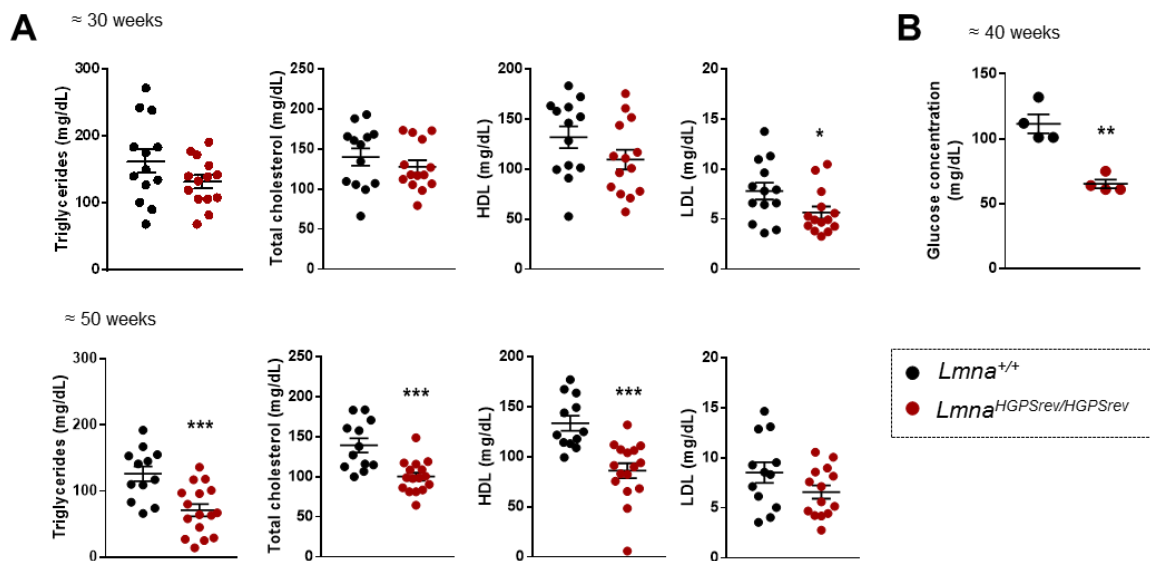 A
≈ 30 weeks
B
≈ 40 weeks
Triglycerides (mg/dL)
300
200
100
0
Total cholesterol (mg/dL)
250
200
150
100
50
0
HDL (mg/dL)
200
150
100
50
0
LDL (mg/dL)
20
15
10
5
0
*
Glucose concentration
(mg/dL)
150
100
50
0
**
≈ 50 weeks
Triglycerides (mg/dL)
300
200
100
0
***
Total cholesterol (mg/dL)
250
200
150
100
50
0
***
HDL (mg/dL)
200
150
100
50
0
***
LDL (mg/dL)
20
15
10
5
0
Lmna+/+
LmnaHGPSrev/HGPSrev